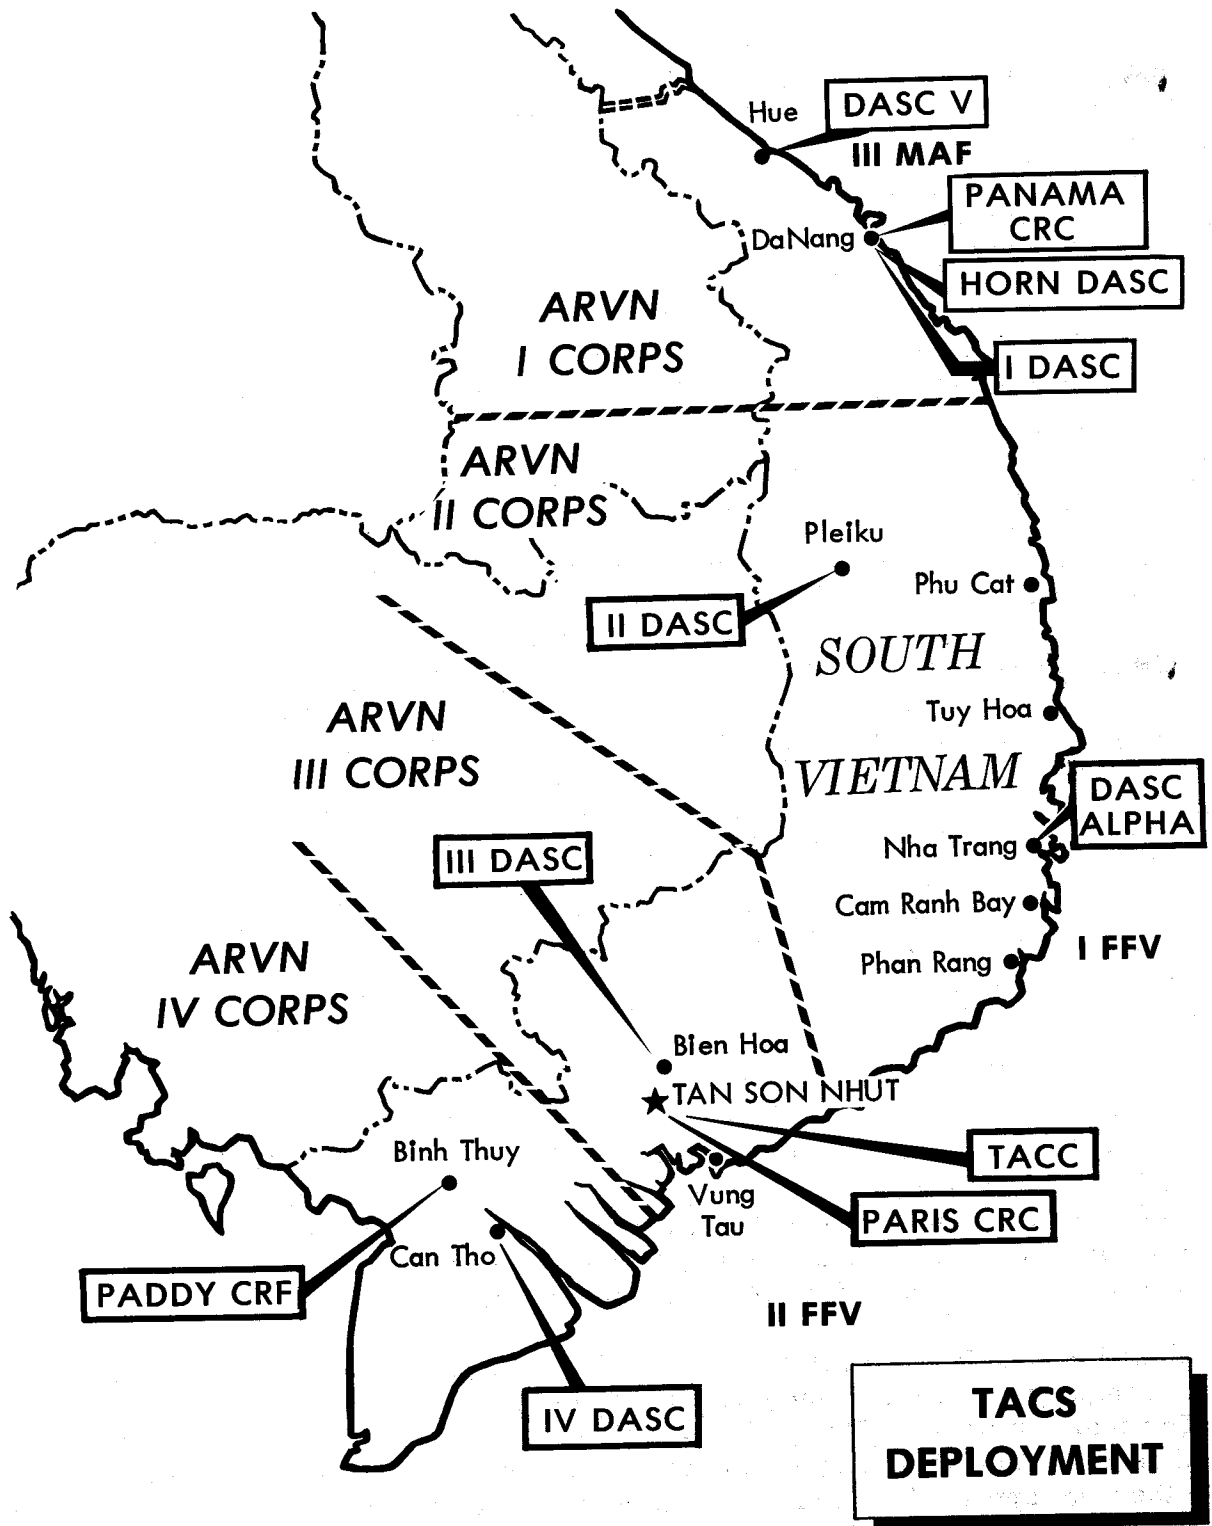 Hue
DASC V
III MAF
PANAMA
CRC
DaNang
HORN DASC
ARVN
I CORPS
I DASC
ARVN
II CORPS
Pleiku
Phu Cat
II DASC
SOUTH
VIETNAM
Tuy Hoa
ARVN
III CORPS
DASC
ALPHA
III DASC
Nha Trang
Cam Ranh Bay
I FFV
Phan Rang
ARVN
IV CORPS
Bien Hoa
TAN SON NHUT
Binh Thuy
TACC
Vung
Tau
PARIS CRC
Can Tho
PADDY CRF
II FFV
IV DASC
TACS
DEPLOYMENT